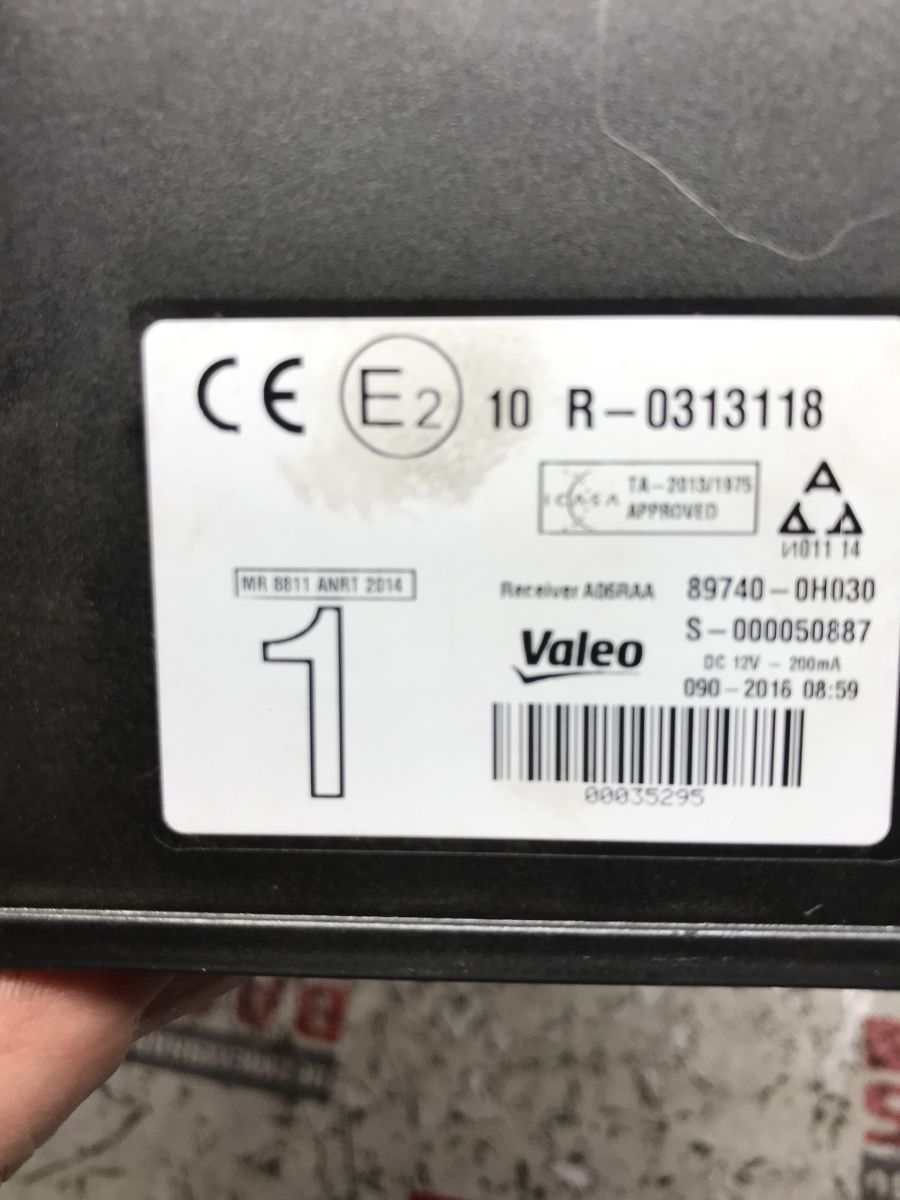 CE E2 10 R-0313118
ICASA TA-2013/1975
APPROVED
A
A A
И011 14
MR 8811 ANRT 2014
1
Receiver A06RAA 89740-0H030
Valeo S-000050887
DC 12V - 200mA
090-2016 08:59
00035295